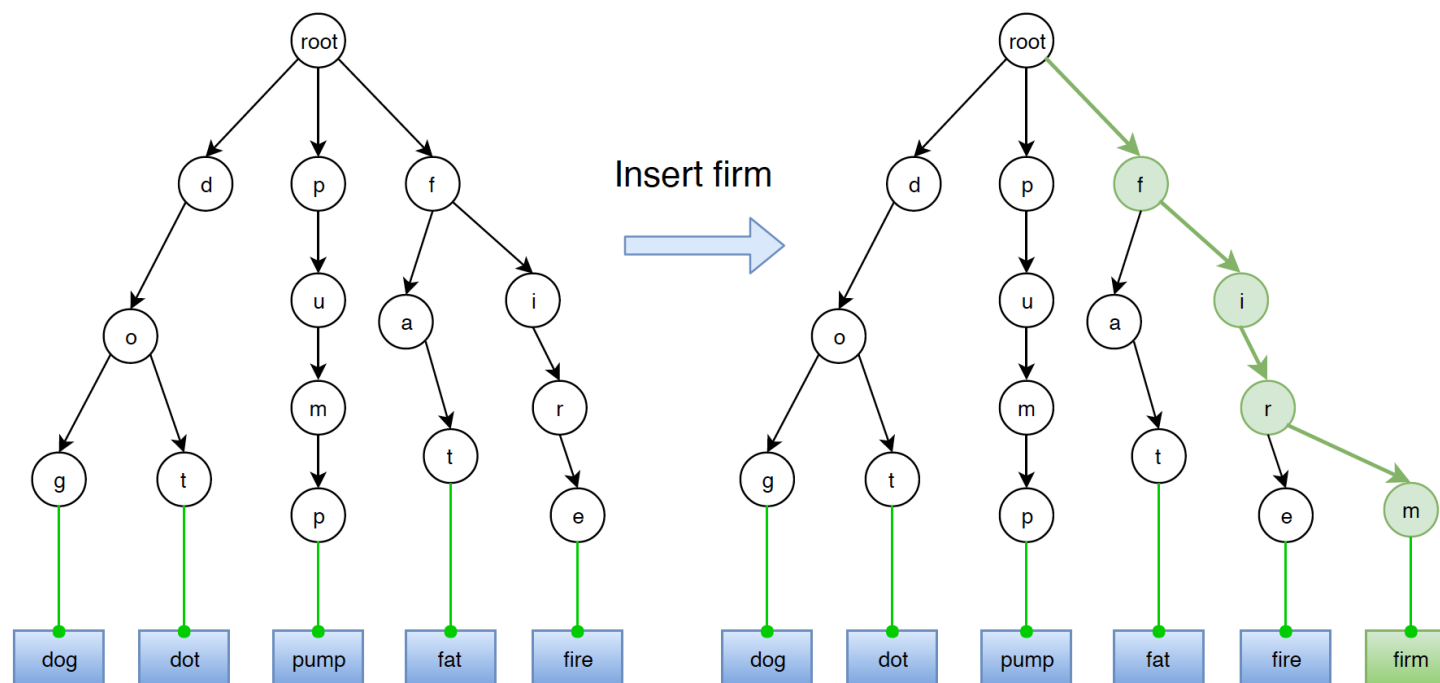 root
root
d
p
f
Insert firm
d
p
f
o
u
a
i
o
u
a
i
m
r
m
r
g
t
p
t
e
g
t
p
t
e
m
dog
dot
pump
fat
fire
dog
dot
pump
fat
fire
firm